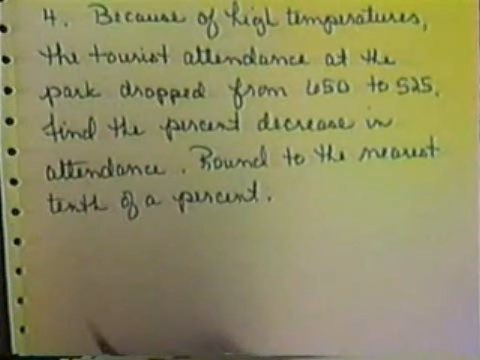 4. Because of high temperatures,
the tourist attendance at the
park dropped from 650 to 525.
find the percent decrease in
attendance. Round to the nearest
tenth of a percent.